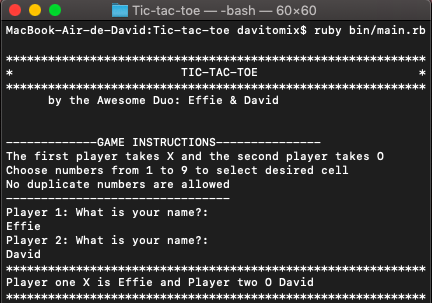 Tic-tac-toe — -bash — 60×60
MacBook-Air-de-David:Tic-tac-toe davitomix$ ruby bin/main.rb
************************************************************
*                        TIC-TAC-TOE                       *
************************************************************
      by the Awesome Duo: Effie & David
-------------GAME INSTRUCTIONS---------------
The first player takes X and the second player takes O
Choose numbers from 1 to 9 to select desired cell
No duplicate numbers are allowed
--------------------------------
Player 1: What is your name?:
Effie
Player 2: What is your name?:
David
************************************************************
Player one X is Effie and Player two O David
************************************************************